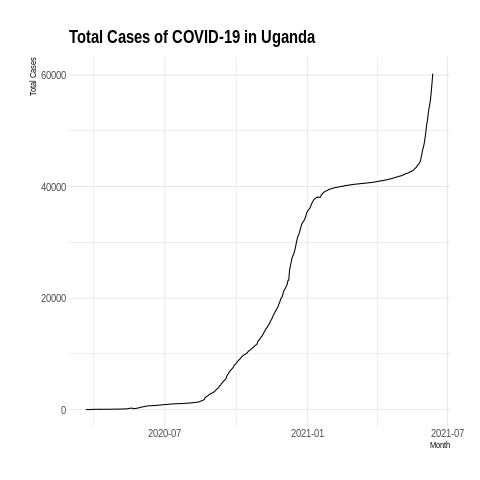 Total Cases of COVID-19 in Uganda
Total Cases
60000
40000
20000
0
2020-07
2021-01
2021-07
Month